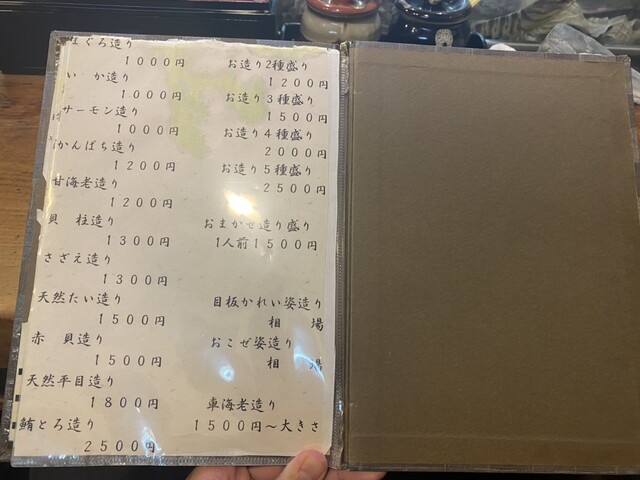 まぐろ造り
1000円
いか造り
1000円
サーモン造り
1000円
かんぱち造り
1200円
甘海老造り
1200円
貝 柱造り
1300円
さざえ造り
1300円
天然たい造り
1500円
赤 貝造り
1500円
天然平目造り
1800円
鮪とろ造り
2500円
お造り2種盛り
1200円
お造り3種盛り
1500円
お造り4種盛り
2000円
お造り5種盛り
2500円
おまかせ造り盛り
1人前1500円
目板かれい姿造り
相 場
おこぜ姿造り
相 場
車海老造り
1500円~大きさ